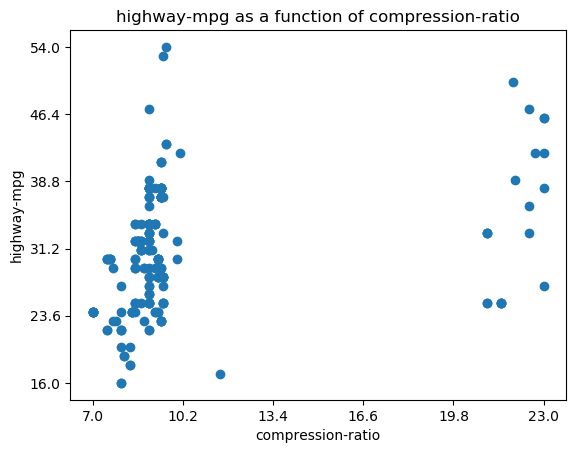 highway-mpg as a function of compression-ratio
54.0
46.4
38.8
31.2
23.6
16.0
highway-mpg
7.0 10.2 13.4 16.6 19.8 23.0
compression-ratio